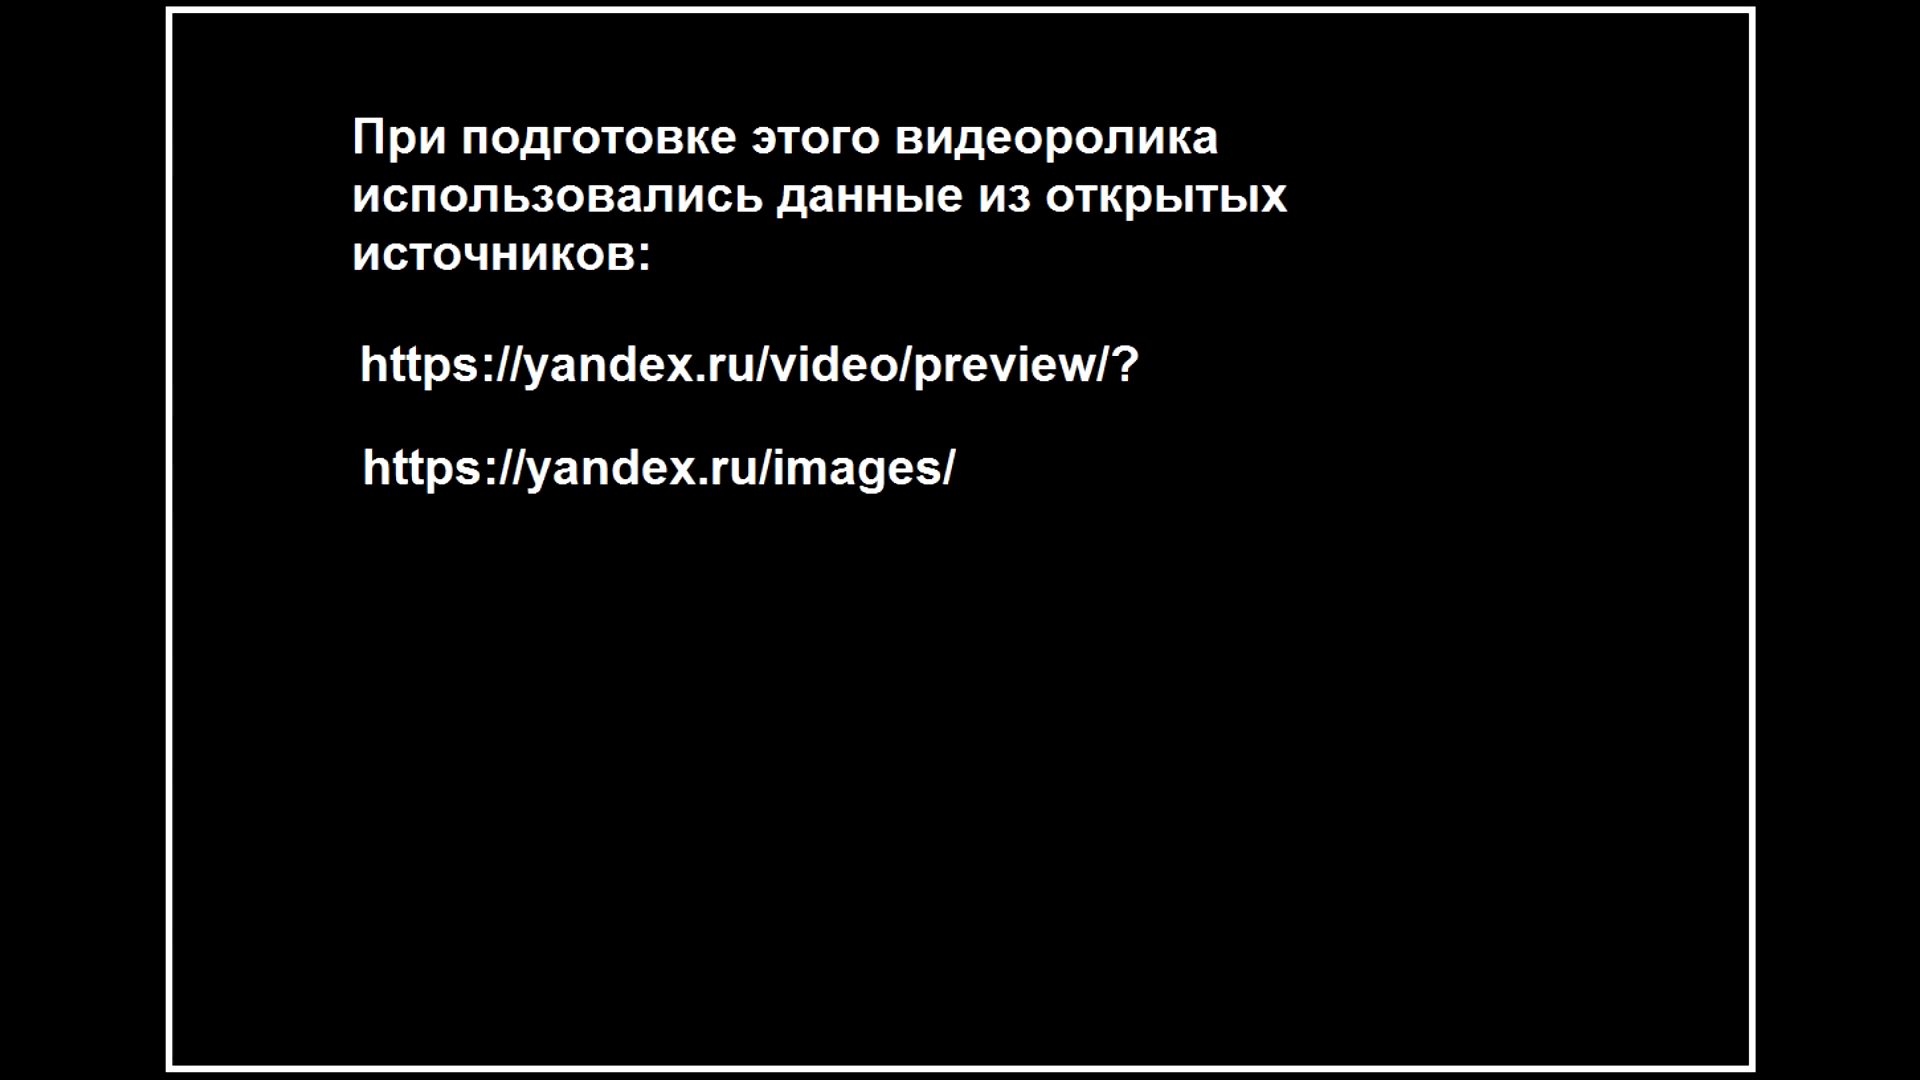 При подготовке этого видеоролика
использовались данные из открытых
источников:
https://yandex.ru/video/preview/?
https://yandex.ru/images/